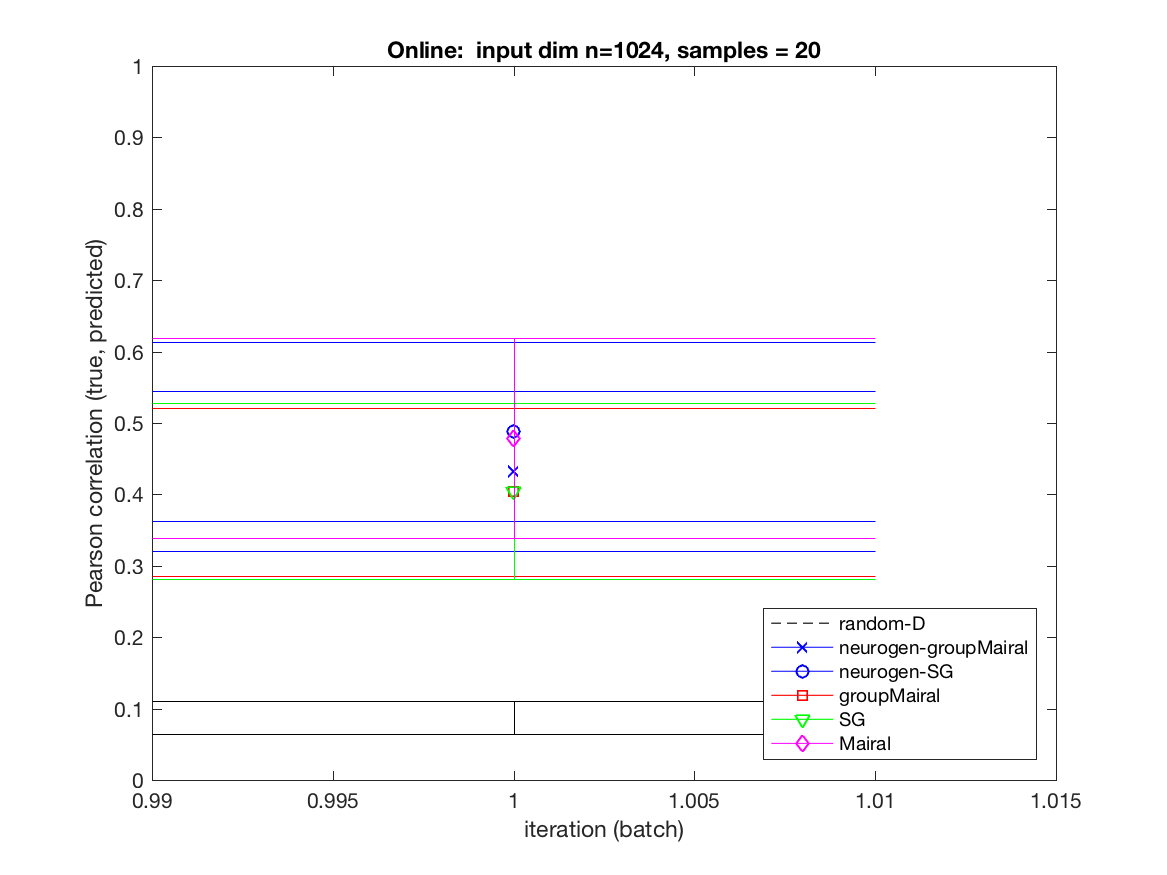 Online:  input dim n=1024, samples = 20
Pearson correlation (true, predicted)
1
0.9
0.8
0.7
0.6
0.5
0.4
0.3
0.2
0.1
0
random-D
neurogen-groupMairal
neurogen-SG
groupMairal
SG
Mairal
0.99
0.995
1
1.005
1.01
1.015
iteration (batch)